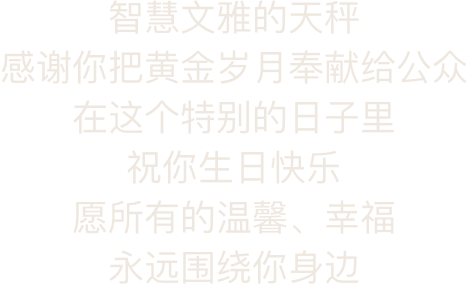 智慧文雅的天秤
感谢你把黄金岁月奉献给公众
在这个特别的日子里
祝你生日快乐
愿所有的温馨、幸福
永远围绕你身边